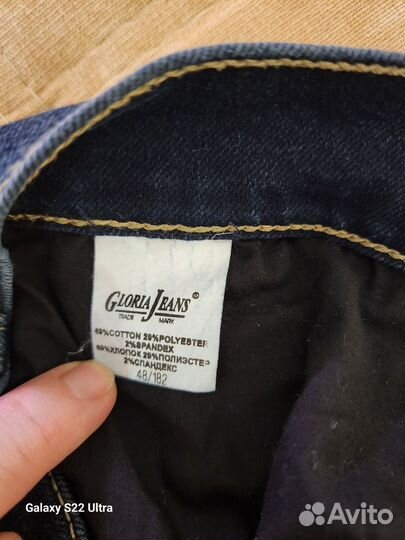 GLORIA JEANS ®
TRADE MARK
69%COTTON 29%POLYESTER
2%SPANDEX
69%ХЛОПОК 29%ПОЛИЭСТЕР
2%СПАНДЕКС
48/182
Galaxy S22 Ultra
Avito